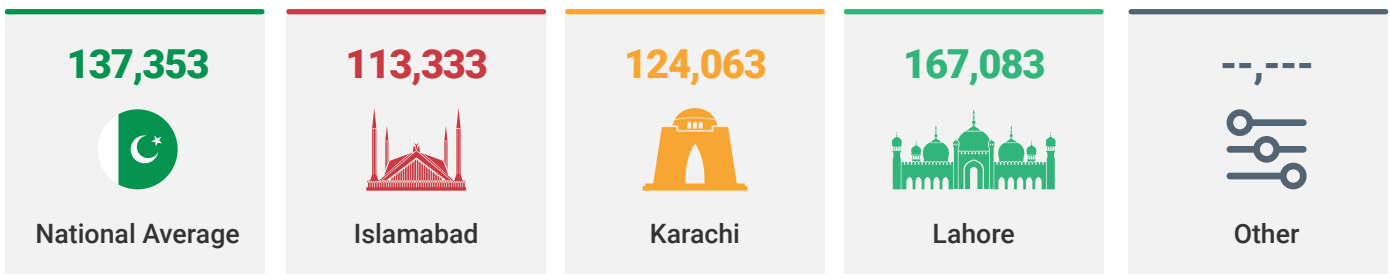 137,353
National Average
113,333
Islamabad
124,063
Karachi
167,083
Lahore
--,---
Other